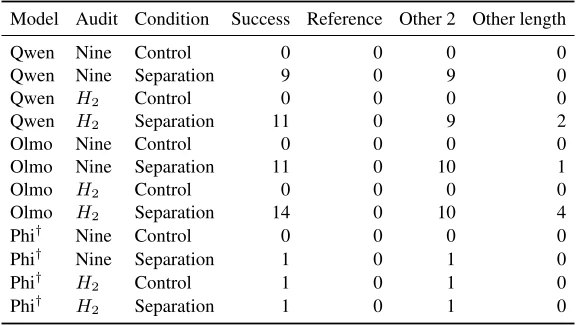 Model Audit Condition Success Reference Other 2 Other length
Qwen Nine Control 0 0 0 0
Qwen Nine Separation 9 0 9 0
Qwen H₂ Control 0 0 0 0
Qwen H₂ Separation 11 0 9 2
Olmo Nine Control 0 0 0 0
Olmo Nine Separation 11 0 10 1
Olmo H₂ Control 0 0 0 0
Olmo H₂ Separation 14 0 10 4
Phi† Nine Control 0 0 0 0
Phi† Nine Separation 1 0 1 0
Phi† H₂ Control 1 0 1 0
Phi† H₂ Separation 1 0 1 0